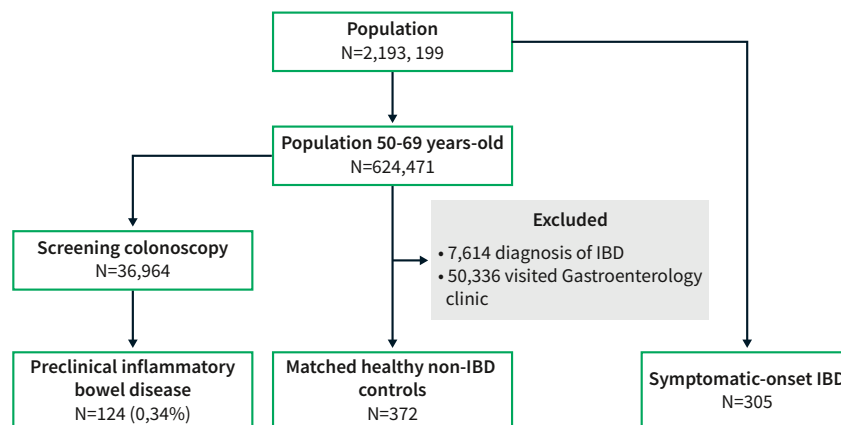 Population
N=2,193, 199
Population 50-69 years-old
N=624,471
Excluded
• 7,614 diagnosis of IBD
• 50,336 visited Gastroenterology
clinic
Screening colonoscopy
N=36,964
Preclinical inflammatory
bowel disease
N=124 (0,34%)
Matched healthy non-IBD
controls
N=372
Symptomatic-onset IBD
N=305